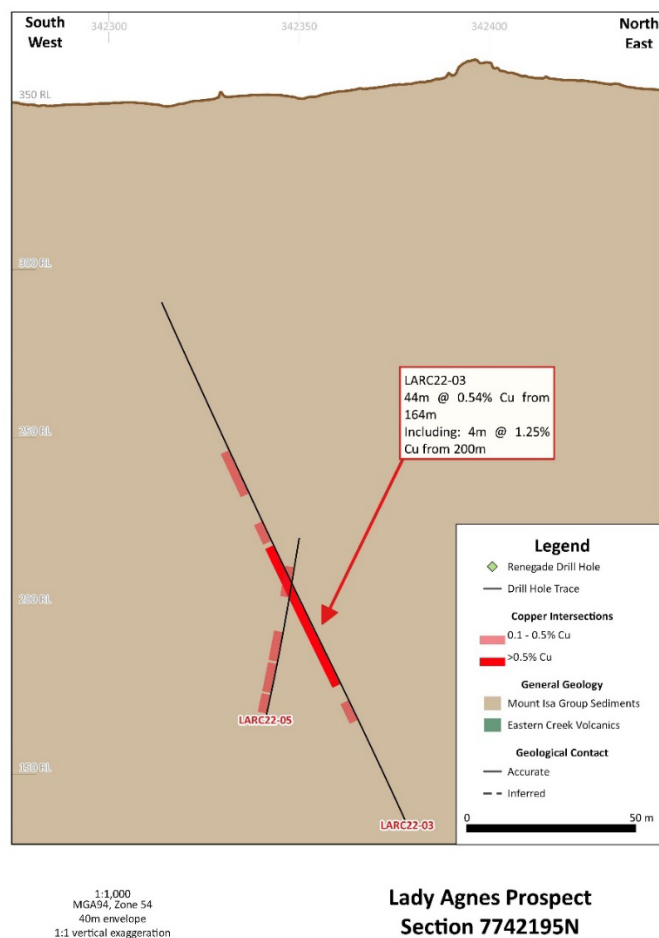 South
West
342300
342350
342400
North
East
350 RL
300 RL
250 RL
LARC22-03
44m @ 0.54% Cu from
164m
Including: 4m @ 1.25%
Cu from 200m
200 RL
LARC22-05
150 RL
LARC22-03
Legend
Renegade Drill Hole
Drill Hole Trace
Copper Intersections
0.1 - 0.5% Cu
>0.5% Cu
General Geology
Mount Isa Group Sediments
Eastern Creek Volcanics
Geological Contact
Accurate
Inferred
0
50 m
1:1,000
MGA94, Zone 54
40m envelope
1:1 vertical exaggeration
Lady Agnes Prospect
Section 7742195N